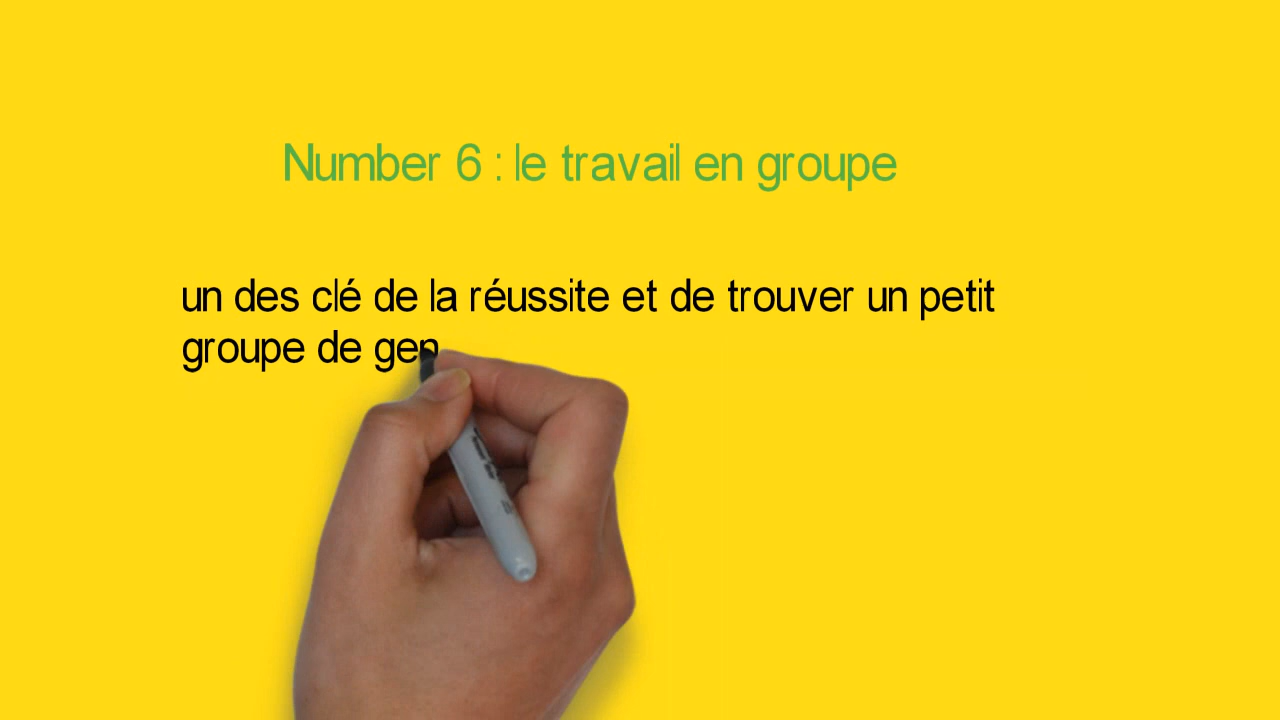 Number 6 : le travail en groupe
un des clé de la réussite et de trouver un petit
groupe de gen